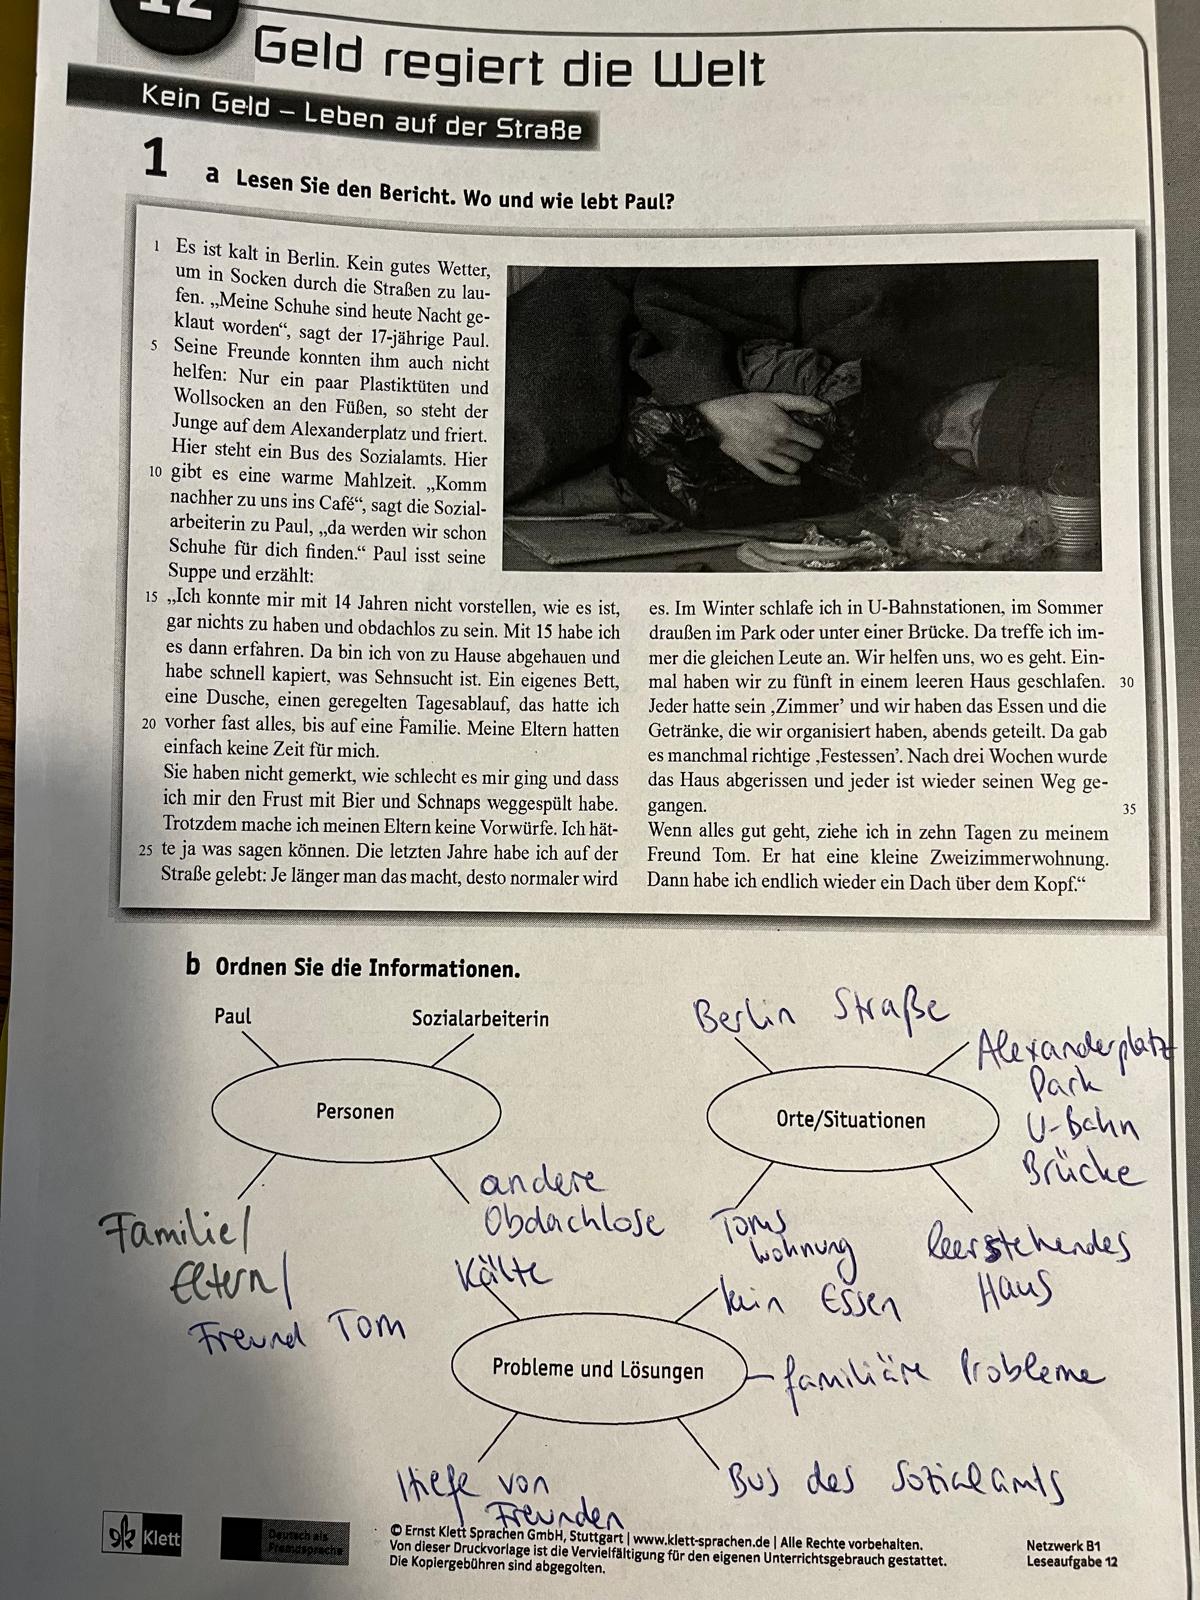 12
Geld regiert die Welt
Kein Geld – Leben auf der Straße
1
a Lesen Sie den Bericht. Wo und wie lebt Paul?
1 Es ist kalt in Berlin. Kein gutes Wetter,
um in Socken durch die Straßen zu lau-
fen. „Meine Schuhe sind heute Nacht ge-
klaut worden“, sagt der 17-jährige Paul.
5 Seine Freunde konnten ihm auch nicht
helfen: Nur ein paar Plastiktüten und
Wollsocken an den Füßen, so steht der
Junge auf dem Alexanderplatz und friert.
Hier steht ein Bus des Sozialamts. Hier
10 gibt es eine warme Mahlzeit. „Komm
nachher zu uns ins Café“, sagt die Sozial-
arbeiterin zu Paul, „da werden wir schon
Schuhe für dich finden.“ Paul isst seine
Suppe und erzählt:
15 „Ich konnte mir mit 14 Jahren nicht vorstellen, wie es ist,
gar nichts zu haben und obdachlos zu sein. Mit 15 habe ich
es dann erfahren. Da bin ich von zu Hause abgehauen und
habe schnell kapiert, was Sehnsucht ist. Ein eigenes Bett,
eine Dusche, einen geregelten Tagesablauf, das hatte ich
20 vorher fast alles, bis auf eine Familie. Meine Eltern hatten
einfach keine Zeit für mich.
Sie haben nicht gemerkt, wie schlecht es mir ging und dass
ich mir den Frust mit Bier und Schnaps weggespült habe.
Trotzdem mache ich meinen Eltern keine Vorwürfe. Ich hät-
25 te ja was sagen können. Die letzten Jahre habe ich auf der
Straße gelebt: Je länger man das macht, desto normaler wird
es. Im Winter schlafe ich in U-Bahnstationen, im Sommer
draußen im Park oder unter einer Brücke. Da treffe ich im-
mer die gleichen Leute an. Wir helfen uns, wo es geht. Ein-
mal haben wir zu fünft in einem leeren Haus geschlafen. 30
Jeder hatte sein ‚Zimmer’ und wir haben das Essen und die
Getränke, die wir organisiert haben, abends geteilt. Da gab
es manchmal richtige ‚Festessen’. Nach drei Wochen wurde
das Haus abgerissen und jeder ist wieder seinen Weg ge-
gangen. 35
Wenn alles gut geht, ziehe ich in zehn Tagen zu meinem
Freund Tom. Er hat eine kleine Zweizimmerwohnung.
Dann habe ich endlich wieder ein Dach über dem Kopf.“
b Ordnen Sie die Informationen.
Paul
Sozialarbeiterin
Personen
Familie/
Eltern/
Freund Tom
andere
Obdachlose
Berlin Straße
Alexanderplatz
Park
U-Bahn
Brücke
Orte/Situationen
Toms
Wohnung
leerstehendes
Haus
Kälte
kein Essen
Probleme und Lösungen
familiäre Probleme
Hilefe von
Freunden
Bus des Sozialamts
Klett
Deutsch als
Fremdsprache
© Ernst Klett Sprachen GmbH, Stuttgart | www.klett-sprachen.de | Alle Rechte vorbehalten.
Von dieser Druckvorlage ist die Vervielfältigung für den eigenen Unterrichtsgebrauch gestattet.
Die Kopiergebühren sind abgegolten.
Netzwerk B1
Leseaufgabe 12